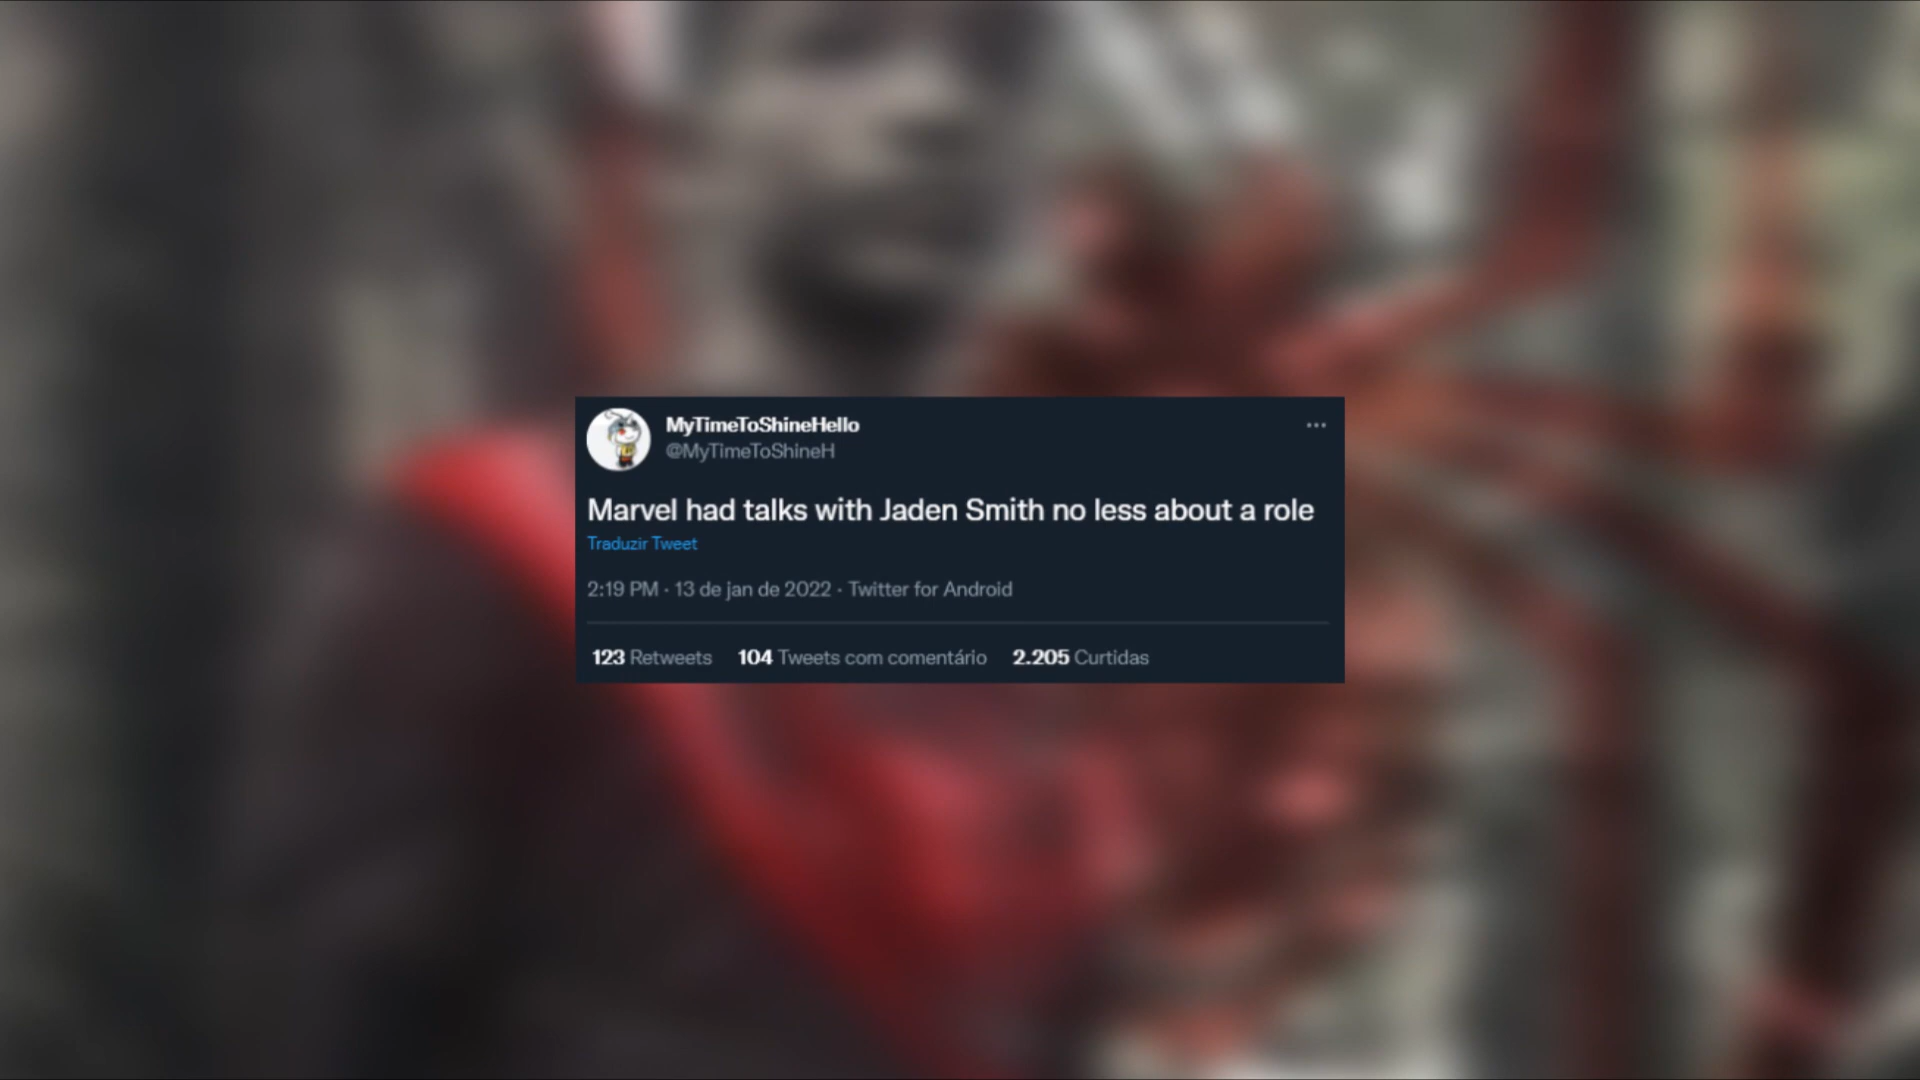 MyTimeToShineHello
@MyTimeToShineH
Marvel had talks with Jaden Smith no less about a role
Traduzir Tweet
2:19 PM · 13 de jan de 2022 · Twitter for Android
123 Retweets 104 Tweets com comentário 2.205 Curtidas